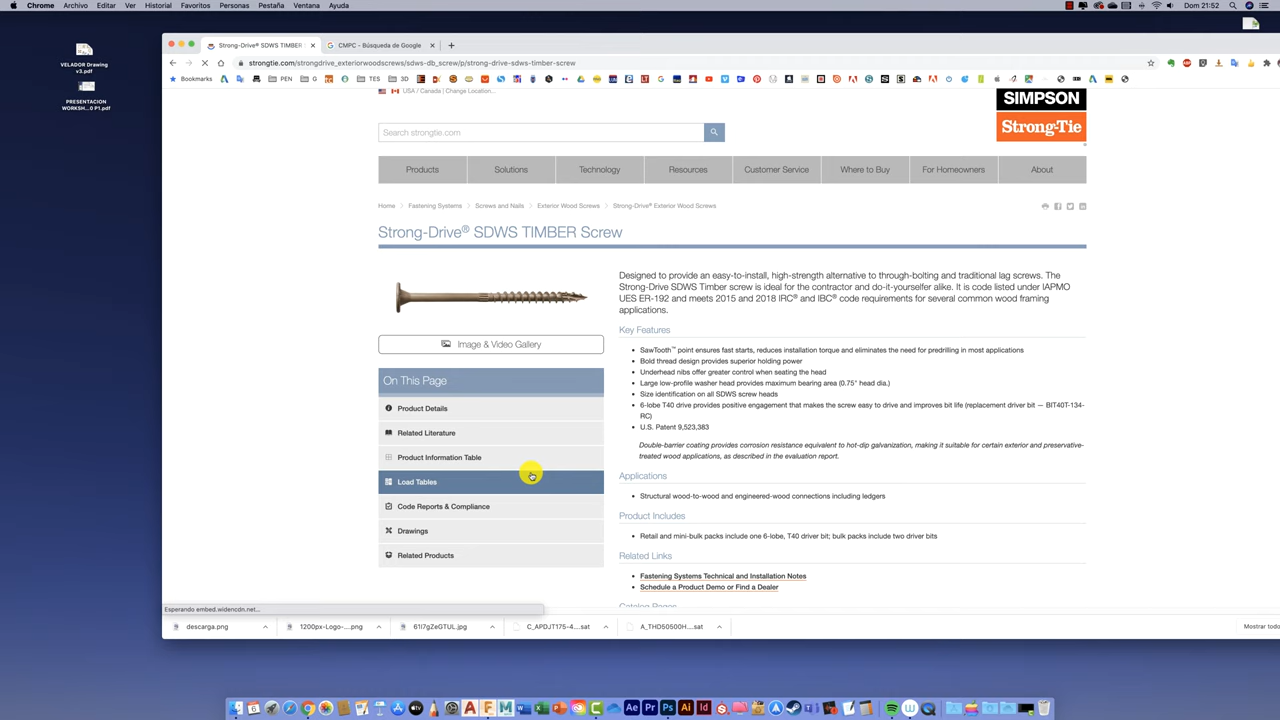 Chrome Archivo Editar Ver Historial Favoritos Personas Pestaña Ventana Ayuda
Dom 21:52
VELADOR Drawing
v3.pdf
PRESENTACION
WORKSH...0 P1.pdf
Strong-Drive® SDWS TIMBER
CMPC - Búsqueda de Google
strongtie.com/strongdrive_exteriorwoodscrews/sdws-db_screw/p/strong-drive-sdws-timber-screw
Bookmarks
PEN
G
TES
3D
USA / Canada | Change Location...
SIMPSON
Strong-Tie
Search strongtie.com
Products Solutions Technology Resources Customer Service Where to Buy For Homeowners About
Home > Fastening Systems > Screws and Nails > Exterior Wood Screws > Strong-Drive® Exterior Wood Screws
Strong-Drive® SDWS TIMBER Screw
Image & Video Gallery
On This Page
Product Details
Related Literature
Product Information Table
Load Tables
Code Reports & Compliance
Drawings
Related Products
Designed to provide an easy-to-install, high-strength alternative to through-bolting and traditional lag screws. The
Strong-Drive SDWS Timber screw is ideal for the contractor and do-it-yourselfer alike. It is code listed under IAPMO
UES ER-192 and meets 2015 and 2018 IRC® and IBC® code requirements for several common wood framing
applications.
Key Features
SawTooth™ point ensures fast starts, reduces installation torque and eliminates the need for predrilling in most applications
Bold thread design provides superior holding power
Underhead nibs offer greater control when seating the head
Large low-profile washer head provides maximum bearing area (0.75" head dia.)
Size identification on all SDWS screw heads
6-lobe T40 drive provides positive engagement that makes the screw easy to drive and improves bit life (replacement driver bit — BIT40T-134-
RC)
U.S. Patent 9,523,383
Double-barrier coating provides corrosion resistance equivalent to hot-dip galvanization, making it suitable for certain exterior and preservative-
treated wood applications, as described in the evaluation report.
Applications
Structural wood-to-wood and engineered-wood connections including ledgers
Product Includes
Retail and mini-bulk packs include one 6-lobe, T40 driver bit; bulk packs include two driver bits
Related Links
Fastening Systems Technical and Installation Notes
Schedule a Product Demo or Find a Dealer
Catalog Pages
Esperando embed.widencdn.net...
descarga.png
1200px-Logo-....png
61I7gZeGTUL.jpg
C_APDJT175-4....sat
A_THD50500H....sat
Mostrar todo